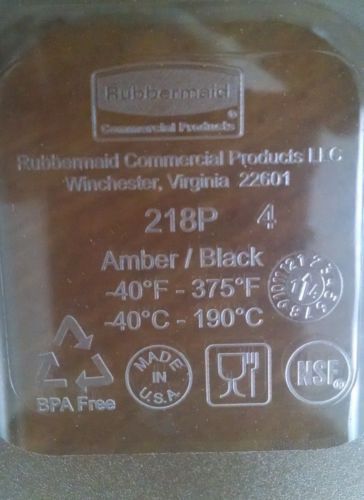 Rubbermaid
®
Commercial Products
Rubbermaid Commercial Products LLC
Winchester, Virginia 22601
218P 4
Amber / Black
-40°F - 375°F
-40°C - 190°C
14
BPA Free
MADE
IN
U.S.A.
NSF®